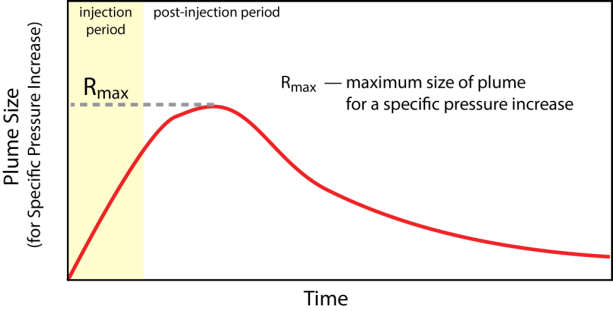 injection
period
post-injection period
Rmax
Rmax — maximum size of plume
for a specific pressure increase
Plume Size
(for Specific Pressure Increase)
Time